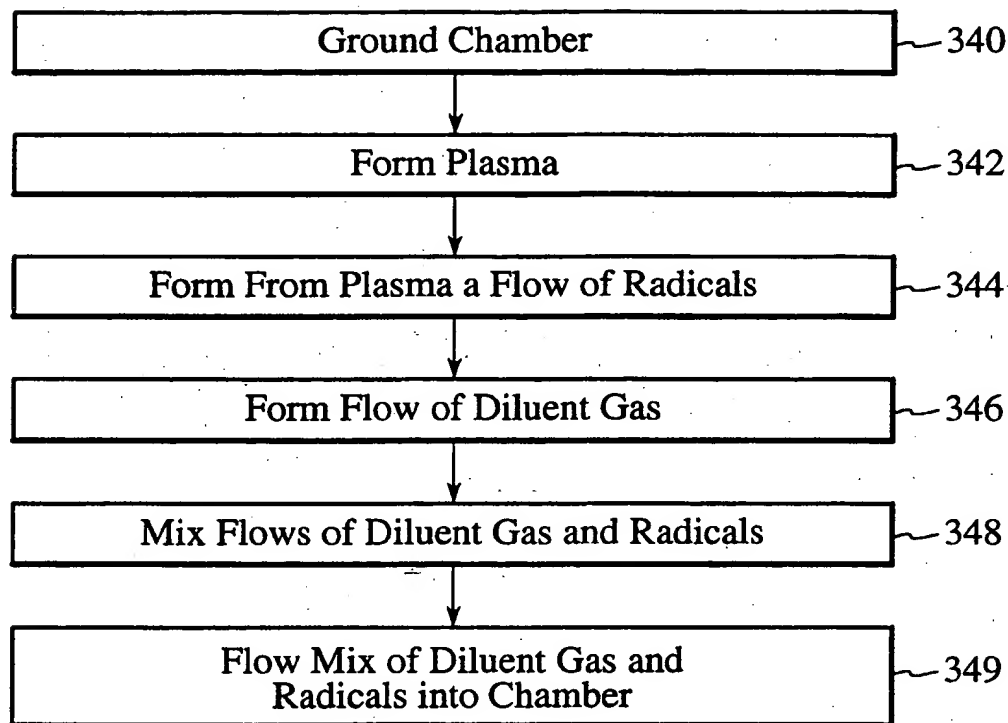 Ground Chamber 340
Form Plasma 342
Form From Plasma a Flow of Radicals 344
Form Flow of Diluent Gas 346
Mix Flows of Diluent Gas and Radicals 348
Flow Mix of Diluent Gas and
Radicals into Chamber 349